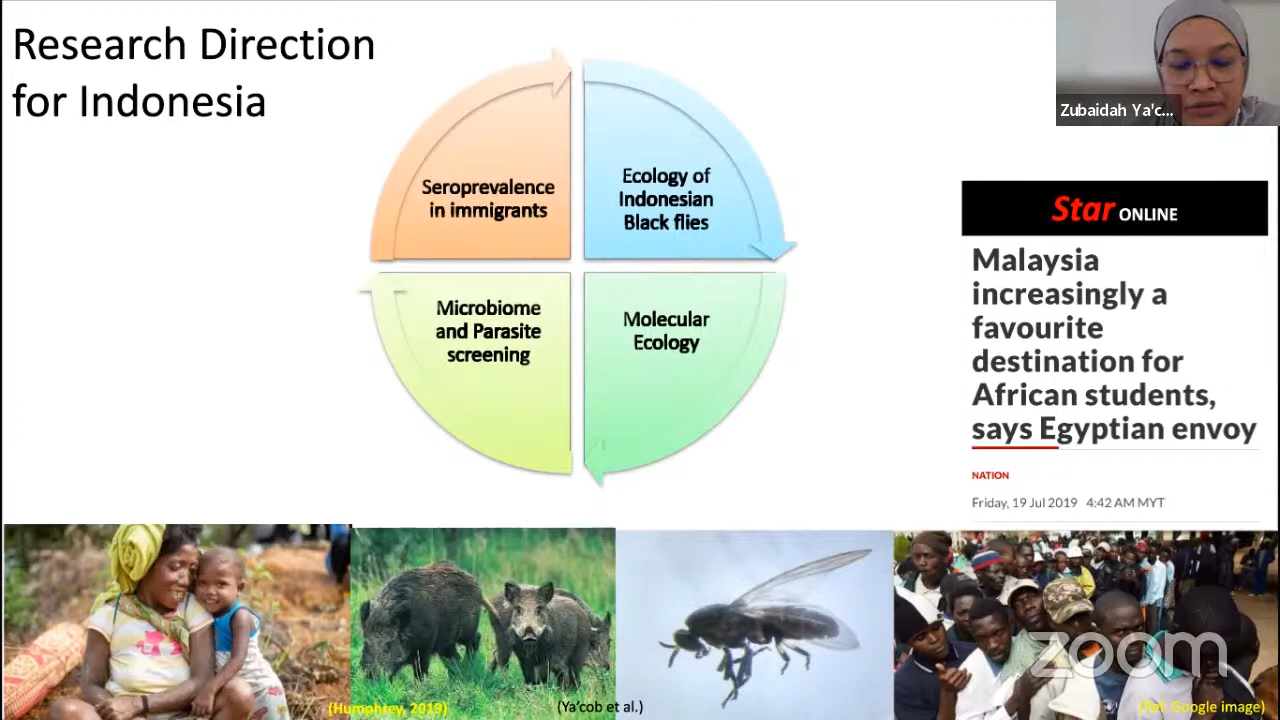 Research Direction
for Indonesia
Zubaidah Ya'c...
Seroprevalence
in immigrants
Ecology of
Indonesian
Black flies
Microbiome
and Parasite
screening
Molecular
Ecology
Star ONLINE
Malaysia
increasingly a
favourite
destination for
African students,
says Egyptian envoy
NATION
Friday, 19 Jul 2019 4:42 AM MYT
(Humphrey, 2019)
(Ya'cob et al.)
zoom
(Ref: Google image)